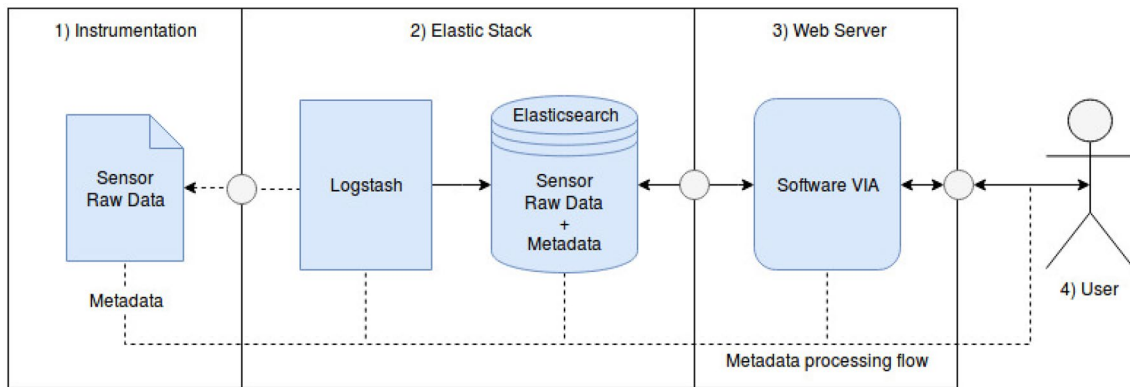 1) Instrumentation
2) Elastic Stack
3) Web Server
Sensor
Raw Data
Metadata
Logstash
Elasticsearch
Sensor
Raw Data
+
Metadata
Software VIA
4) User
Metadata processing flow